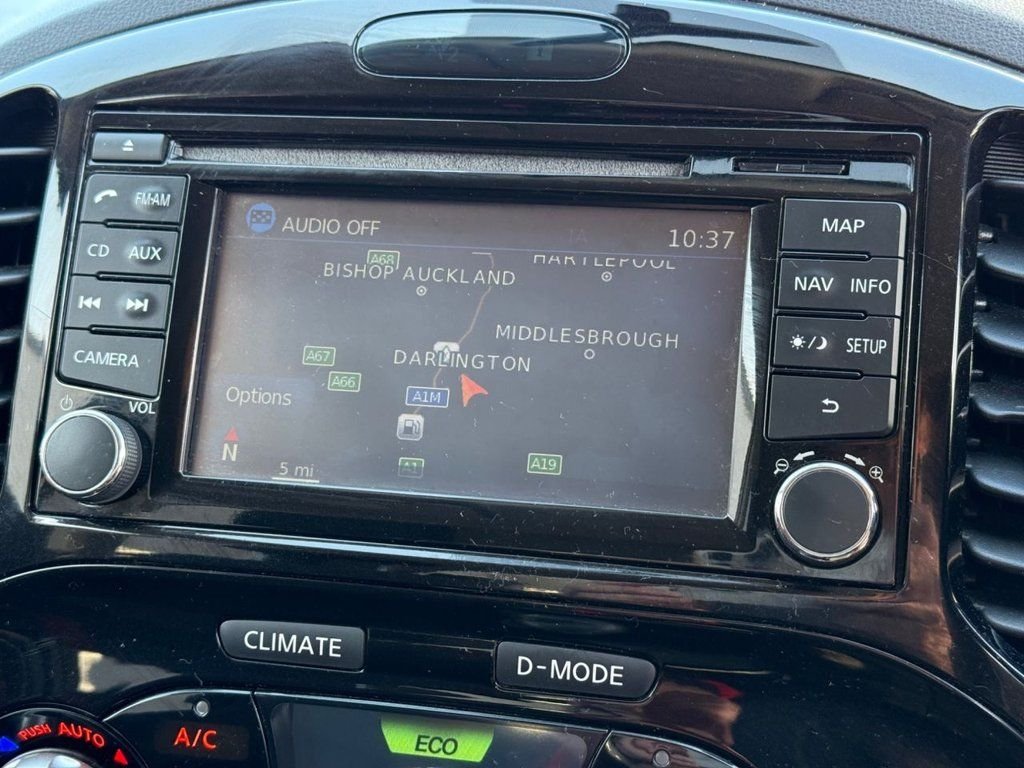 FM·AM
CD AUX
CAMERA
VOL
AUDIO OFF
10:37
A68
BISHOP AUCKLAND
HARTLEPOOL
MIDDLESBROUGH
A67
DARLINGTON
A66
A1M
Options
N
5 mi
A1
A19
MAP
NAV INFO
SETUP
CLIMATE
D-MODE
PUSH AUTO
A/C
ECO